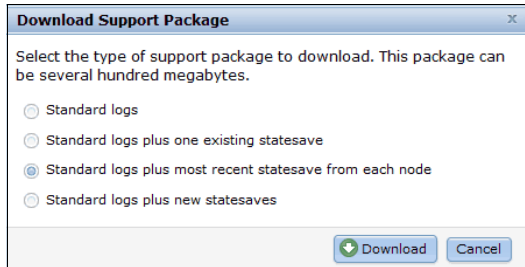 Download Support Package
x
Select the type of support package to download. This package can
be several hundred megabytes.
Standard logs
Standard logs plus one existing statesave
Standard logs plus most recent statesave from each node
Standard logs plus new statesaves
Download Cancel